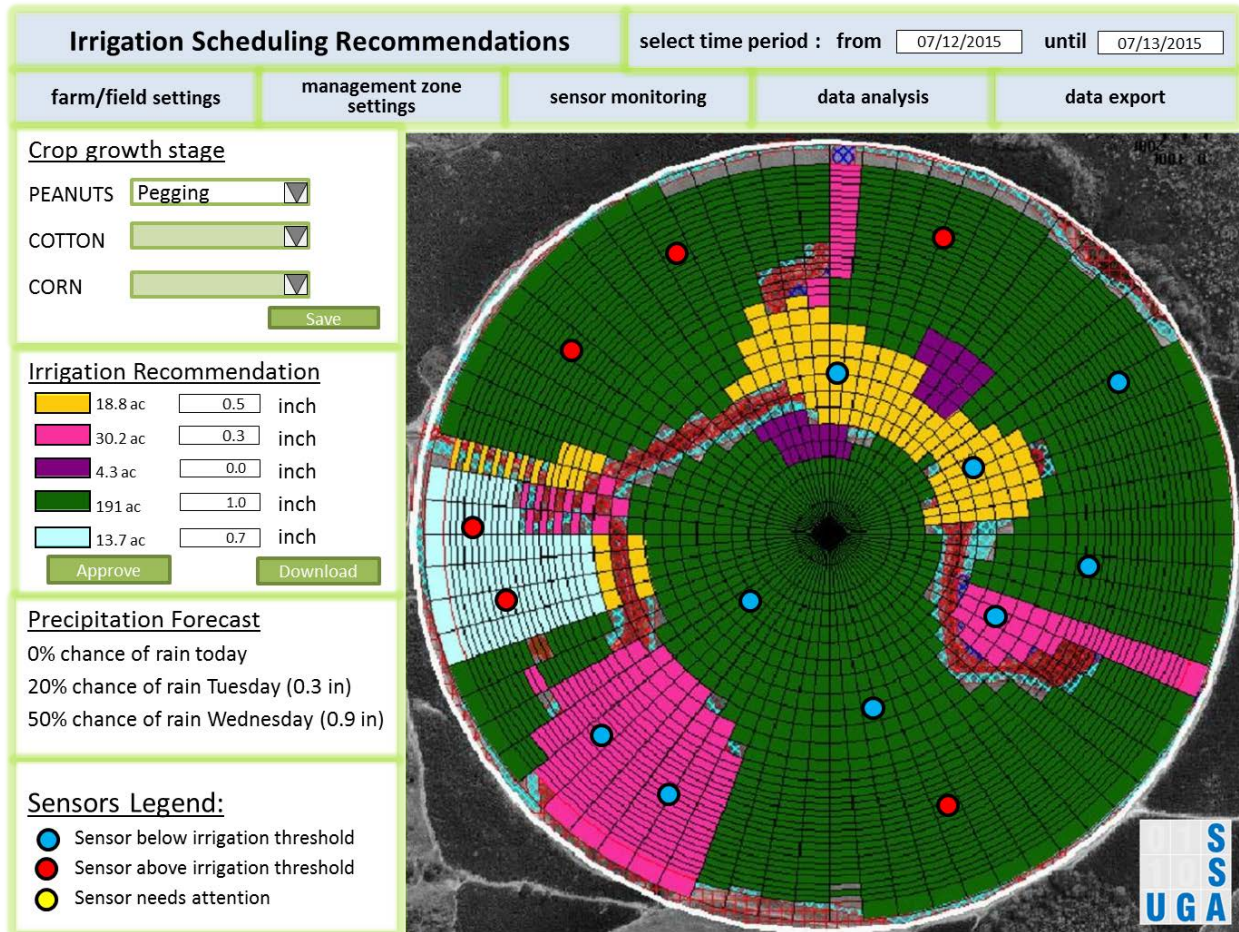 Irrigation Scheduling Recommendations
select time period : from 07/12/2015 until 07/13/2015
farm/field settings
management zone
settings
sensor monitoring
data analysis
data export
Crop growth stage
PEANUTS Pegging
COTTON
CORN
Save
Irrigation Recommendation
18.8 ac 0.5 inch
30.2 ac 0.3 inch
4.3 ac 0.0 inch
191 ac 1.0 inch
13.7 ac 0.7 inch
Approve Download
Precipitation Forecast
0% chance of rain today
20% chance of rain Tuesday (0.3 in)
50% chance of rain Wednesday (0.9 in)
Sensors Legend:
Sensor below irrigation threshold
Sensor above irrigation threshold
Sensor needs attention
01S
10S
UGA